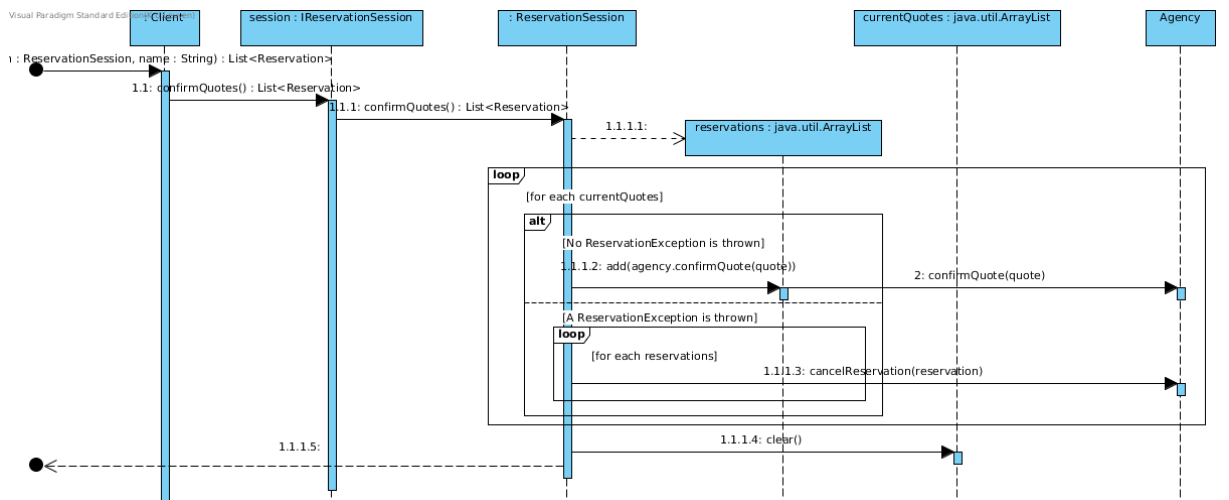 Visual Paradigm Standard Edition
: Client
session : IReservationSession
: ReservationSession
currentQuotes : java.util.ArrayList
Agency
: ReservationSession, name : String) : List<Reservation>
1.1: confirmQuotes() : List<Reservation>
1.1.1: confirmQuotes() : List<Reservation>
1.1.1.1:
reservations : java.util.ArrayList
loop
[for each currentQuotes]
alt
[No ReservationException is thrown]
1.1.1.2: add(agency.confirmQuote(quote))
2: confirmQuote(quote)
[A ReservationException is thrown]
loop
[for each reservations]
1.1.1.3: cancelReservation(reservation)
1.1.1.4: clear()
1.1.1.5: